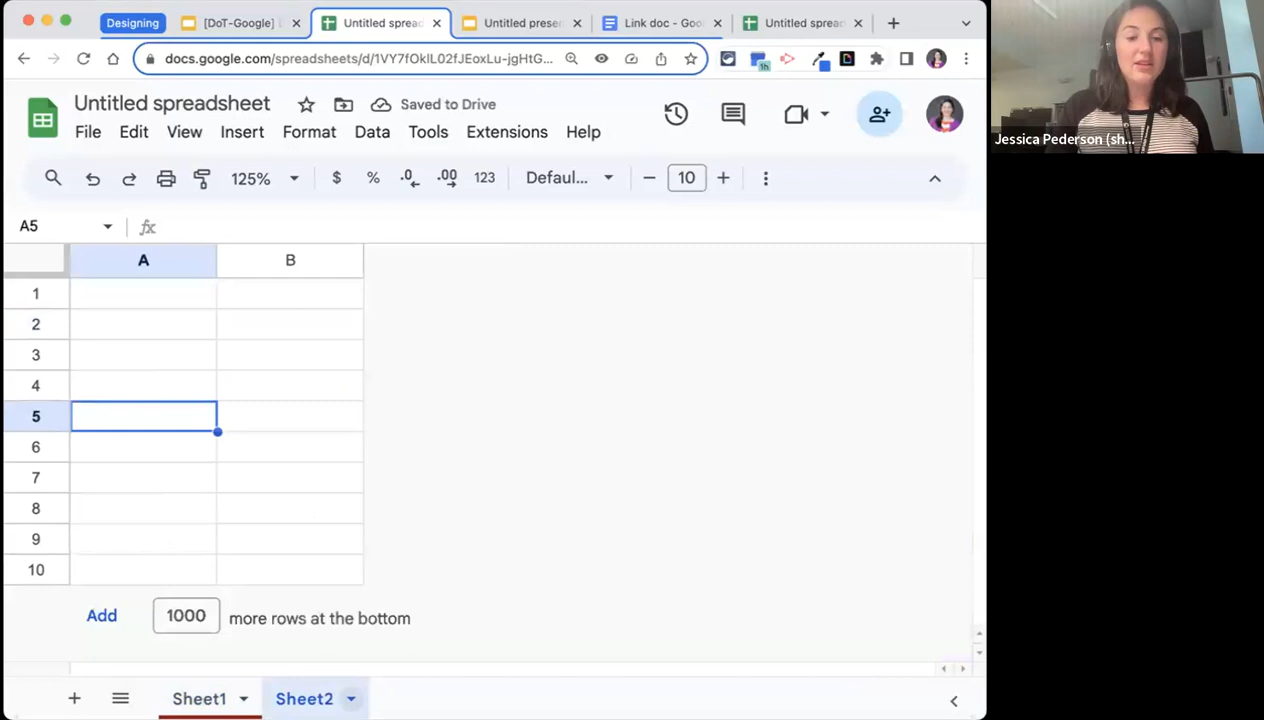 Designing
[DoT-Google]
Untitled sprea
Untitled prese
Link doc - Goo
Untitled sprea
docs.google.com/spreadsheets/d/1VY7fOklL02fJEoxLu-jgHtG...
1h
Untitled spreadsheet
Saved to Drive
File Edit View Insert Format Data Tools Extensions Help
125% $ % .0 .00 123 Defaul... 10
A5 fx
A B
1
2
3
4
5
6
7
8
9
10
Add 1000 more rows at the bottom
Sheet1 Sheet2
Jessica Pederson (sh...